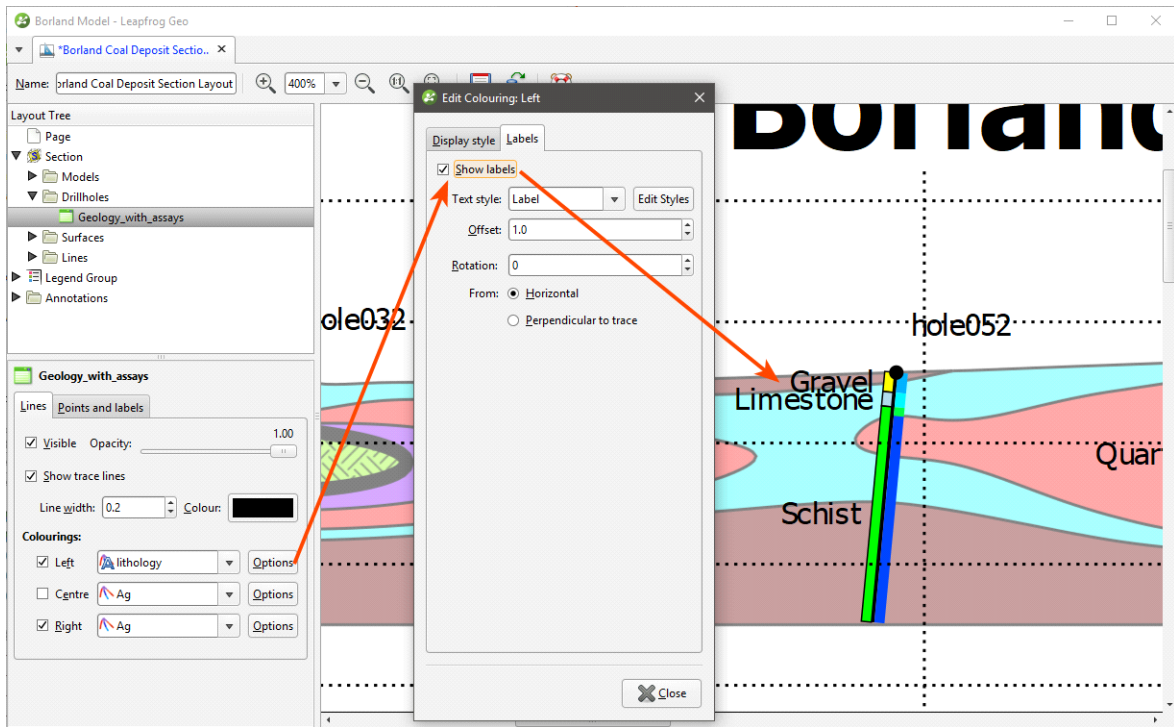 Borland Model - Leapfrog Geo
*Borland Coal Deposit Sectio..
Name: orland Coal Deposit Section Layout
400%
Layout Tree
Page
Section
Models
Drillholes
Geology_with_assays
Surfaces
Lines
Legend Group
Annotations
Geology_with_assays
Lines Points and labels
Visible Opacity: 1.00
Show trace lines
Line width: 0.2 Colour:
Colourings:
Left lithology Options
Centre Ag Options
Right Ag Options
Edit Colouring: Left
Display style Labels
Show labels
Text style: Label Edit Styles
Offset: 1.0
Rotation: 0
From: Horizontal
Perpendicular to trace
Close
Borland
ole032
hole052
Gravel
Limestone
Quar
Schist